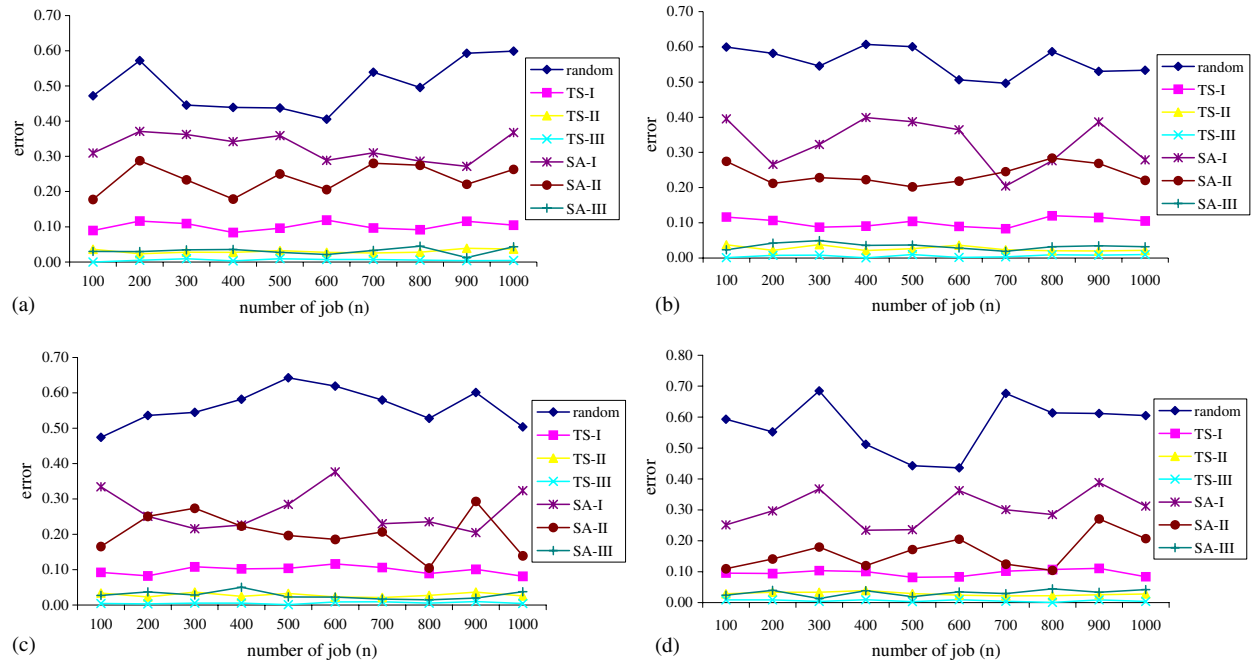 0.70
0.60
0.50
0.40
0.30
0.20
0.10
0.00
error
100 200 300 400 500 600 700 800 900 1000
number of job (n)
random
TS-I
TS-II
TS-III
SA-I
SA-II
SA-III
(a)
0.70
0.60
0.50
0.40
0.30
0.20
0.10
0.00
error
100 200 300 400 500 600 700 800 900 1000
number of job (n)
random
TS-I
TS-II
TS-III
SA-I
SA-II
SA-III
(b)
0.70
0.60
0.50
0.40
0.30
0.20
0.10
0.00
error
100 200 300 400 500 600 700 800 900 1000
number of job (n)
random
TS-I
TS-II
TS-III
SA-I
SA-II
SA-III
(c)
0.80
0.70
0.60
0.50
0.40
0.30
0.20
0.10
0.00
error
100 200 300 400 500 600 700 800 900 1000
number of job (n)
random
TS-I
TS-II
TS-III
SA-I
SA-II
SA-III
(d)